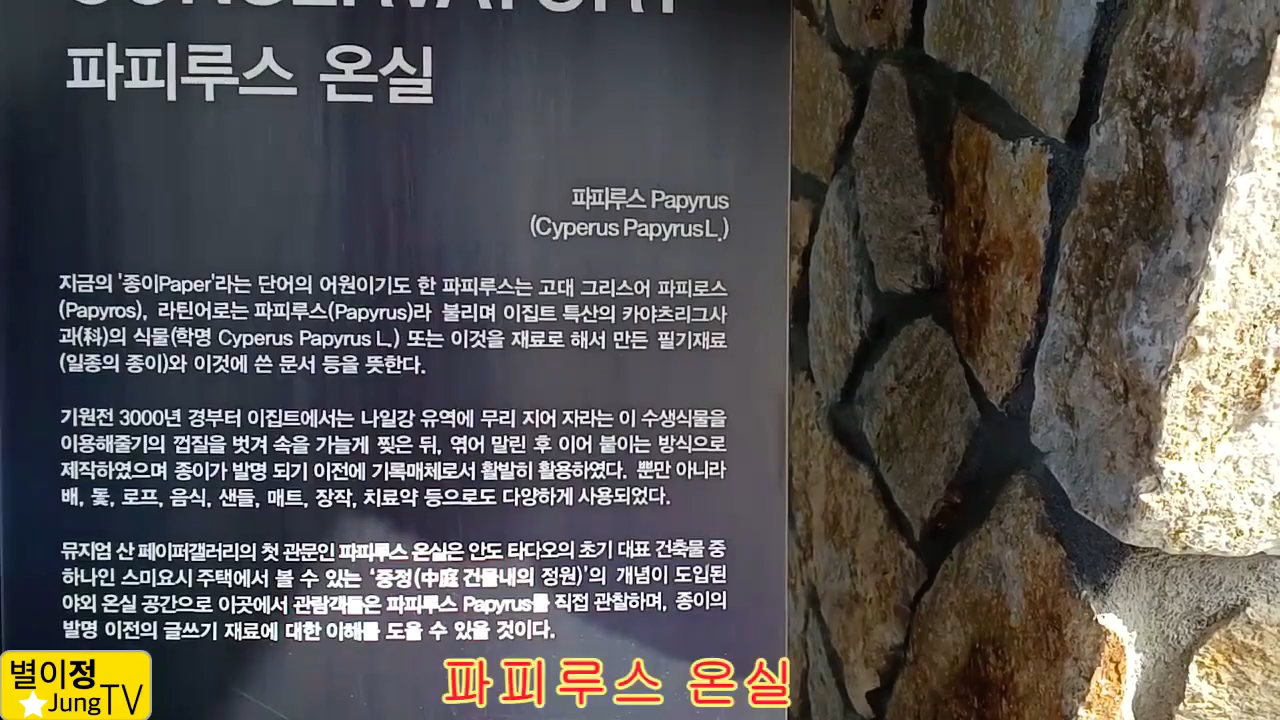 CONSERVATORY
파피루스 온실
파피루스 Papyrus
(Cyperus Papyrus L.)
지금의 '종이Paper'라는 단어의 어원이기도 한 파피루스는 고대 그리스어 파피로스
(Papyros), 라틴어로는 파피루스(Papyrus)라 불리며 이집트 특산의 카야츠리그사
과(科)의 식물(학명 Cyperus Papyrus L.) 또는 이것을 재료로 해서 만든 필기재료
(일종의 종이)와 이것에 쓴 문서 등을 뜻한다.
기원전 3000년 경부터 이집트에서는 나일강 유역에 무리 지어 자라는 이 수생식물을
이용해줄기의 껍질을 벗겨 속을 가늘게 찢은 뒤, 엮어 말린 후 이어 붙이는 방식으로
제작하였으며 종이가 발명 되기 이전에 기록매체로서 활발히 활용하였다. 뿐만 아니라
배, 돛, 로프, 음식, 샌들, 매트, 장작, 치료약 등으로도 다양하게 사용되었다.
뮤지엄 산 페이퍼갤러리의 첫 관문인 파피루스 온실은 안도 타다오의 초기 대표 건축물 중
하나인 스미요시 주택에서 볼 수 있는 '중정(中庭 건물내의 정원)'의 개념이 도입된
야외 온실 공간으로 이곳에서 관람객들은 파피루스 Papyrus를 직접 관찰하며, 종이의
발명 이전의 글쓰기 재료에 대한 이해를 도울 수 있을 것이다.
별이정
JungTV
파피루스 온실